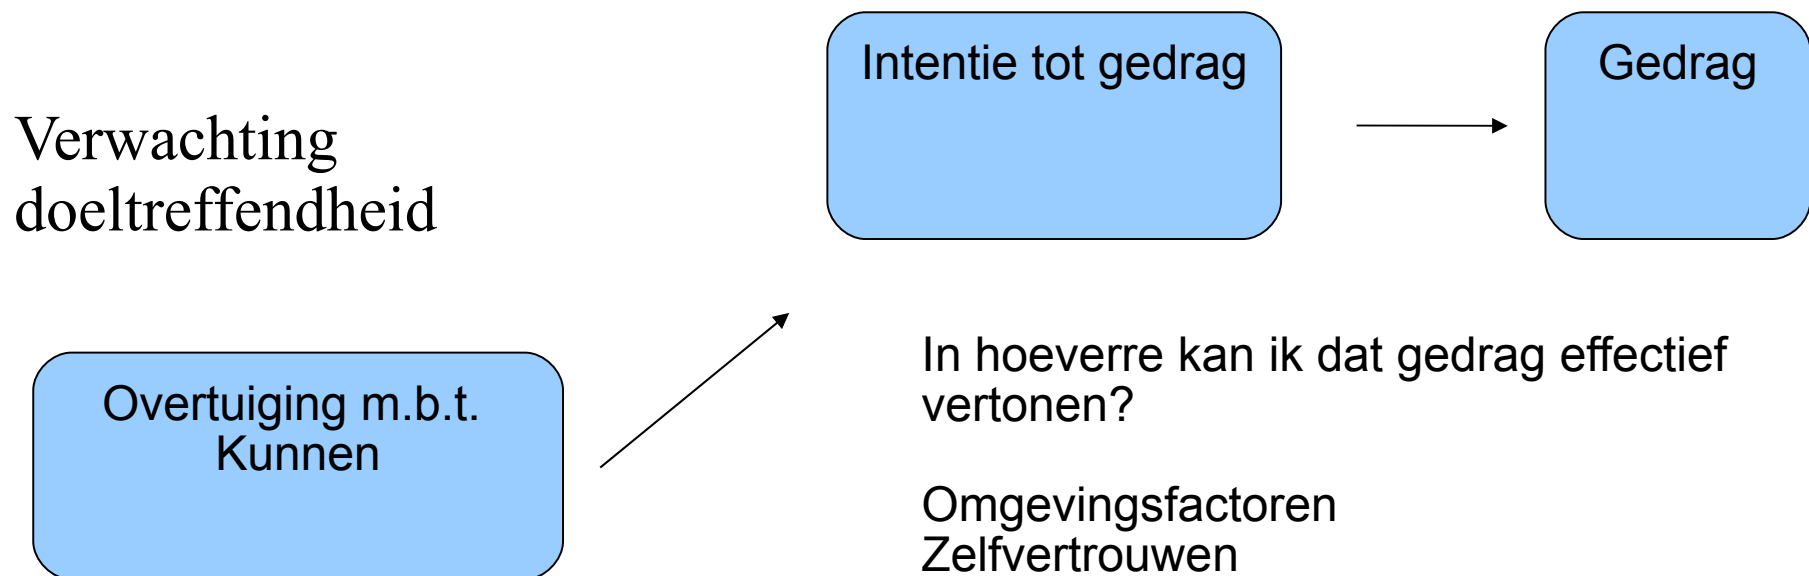 Intentie tot gedrag
Gedrag
Verwachting
doeltreffendheid
Overtuiging m.b.t.
Kunnen
In hoeverre kan ik dat gedrag effectief
vertonen?
Omgevingsfactoren
Zelfvertrouwen